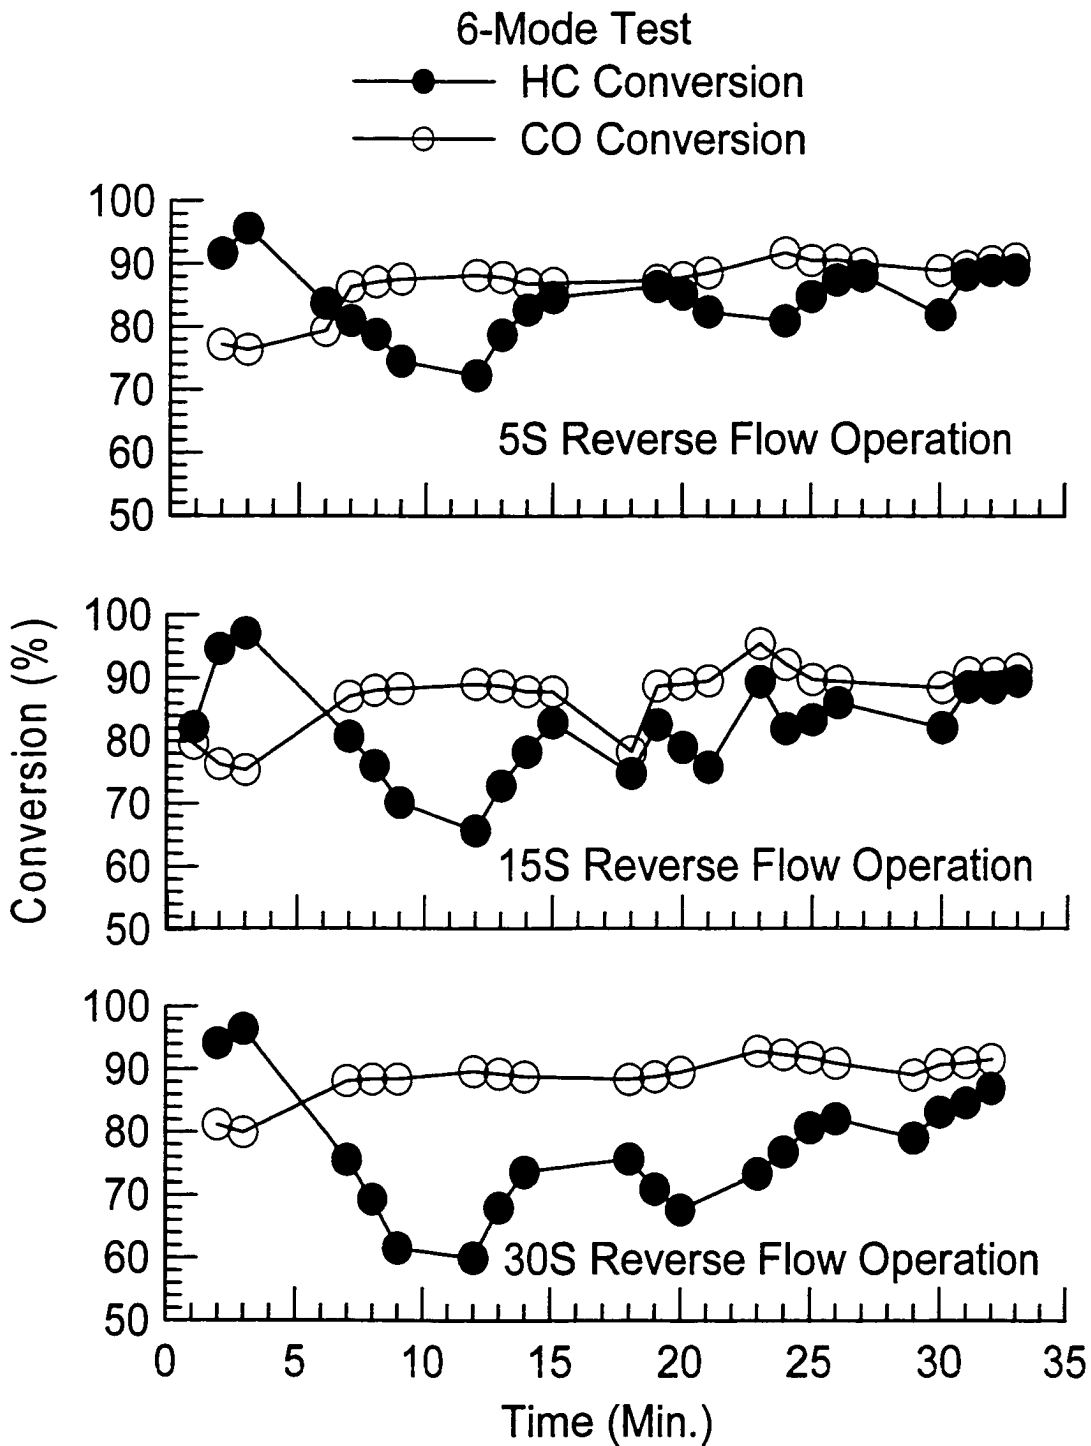 6-Mode Test
HC Conversion
CO Conversion
100
90
80
70
60
50
5S Reverse Flow Operation
Conversion (%)
100
90
80
70
60
50
15S Reverse Flow Operation
100
90
80
70
60
50
30S Reverse Flow Operation
0 5 10 15 20 25 30 35
Time (Min.)